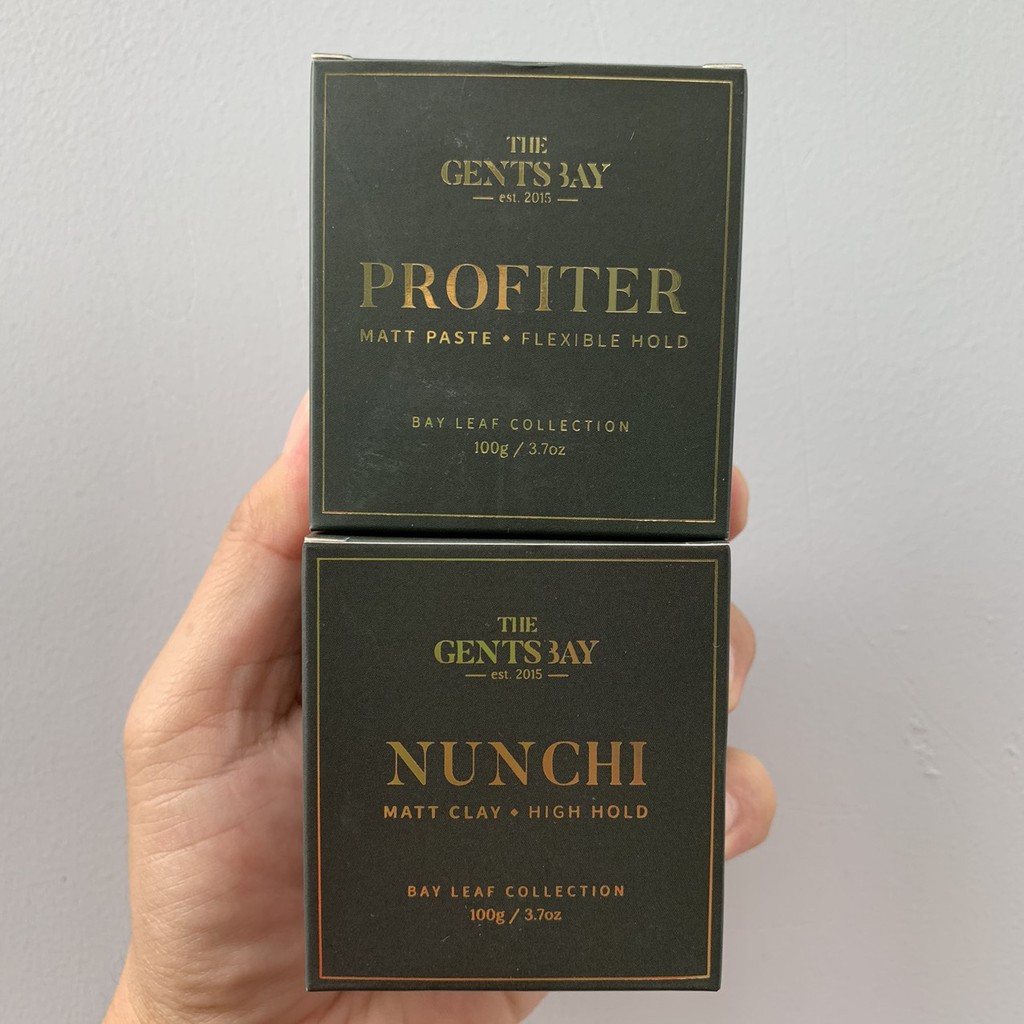 THE
GENTS BAY
est. 2015
PROFITER
MATT PASTE • FLEXIBLE HOLD
BAY LEAF COLLECTION
100g / 3.7oz
THE
GENTS BAY
est. 2015
NUNCHI
MATT CLAY • HIGH HOLD
BAY LEAF COLLECTION
100g / 3.7oz